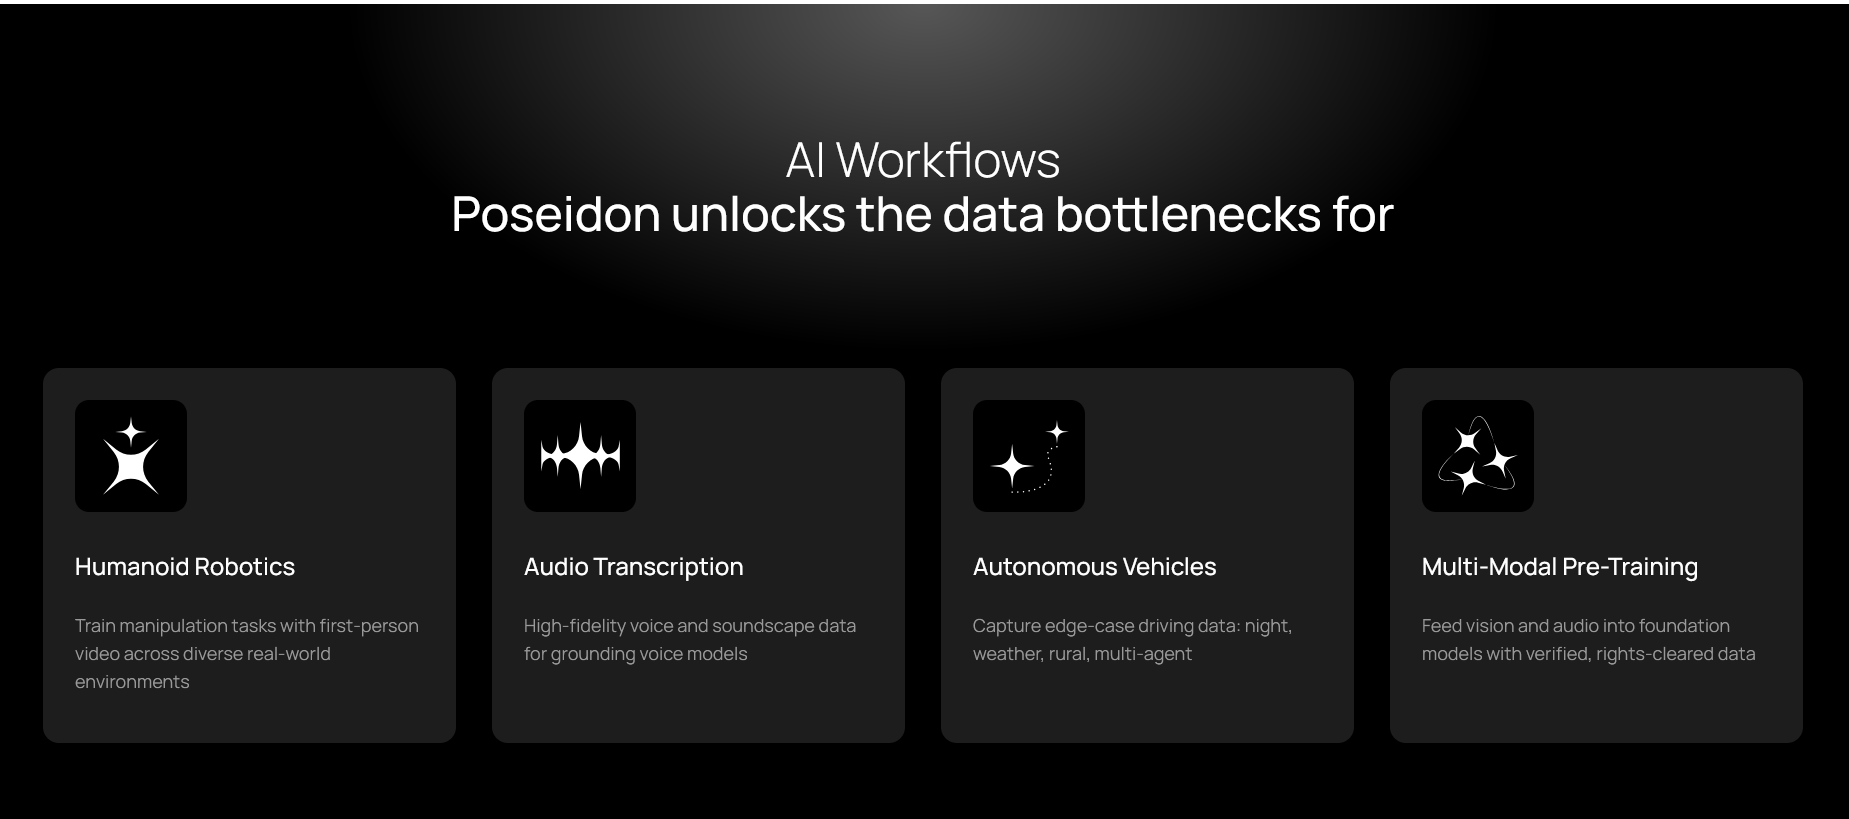 AI Workflows
Poseidon unlocks the data bottlenecks for
Humanoid Robotics
Train manipulation tasks with first-person
video across diverse real-world
environments
Audio Transcription
High-fidelity voice and soundscape data
for grounding voice models
Autonomous Vehicles
Capture edge-case driving data: night,
weather, rural, multi-agent
Multi-Modal Pre-Training
Feed vision and audio into foundation
models with verified, rights-cleared data